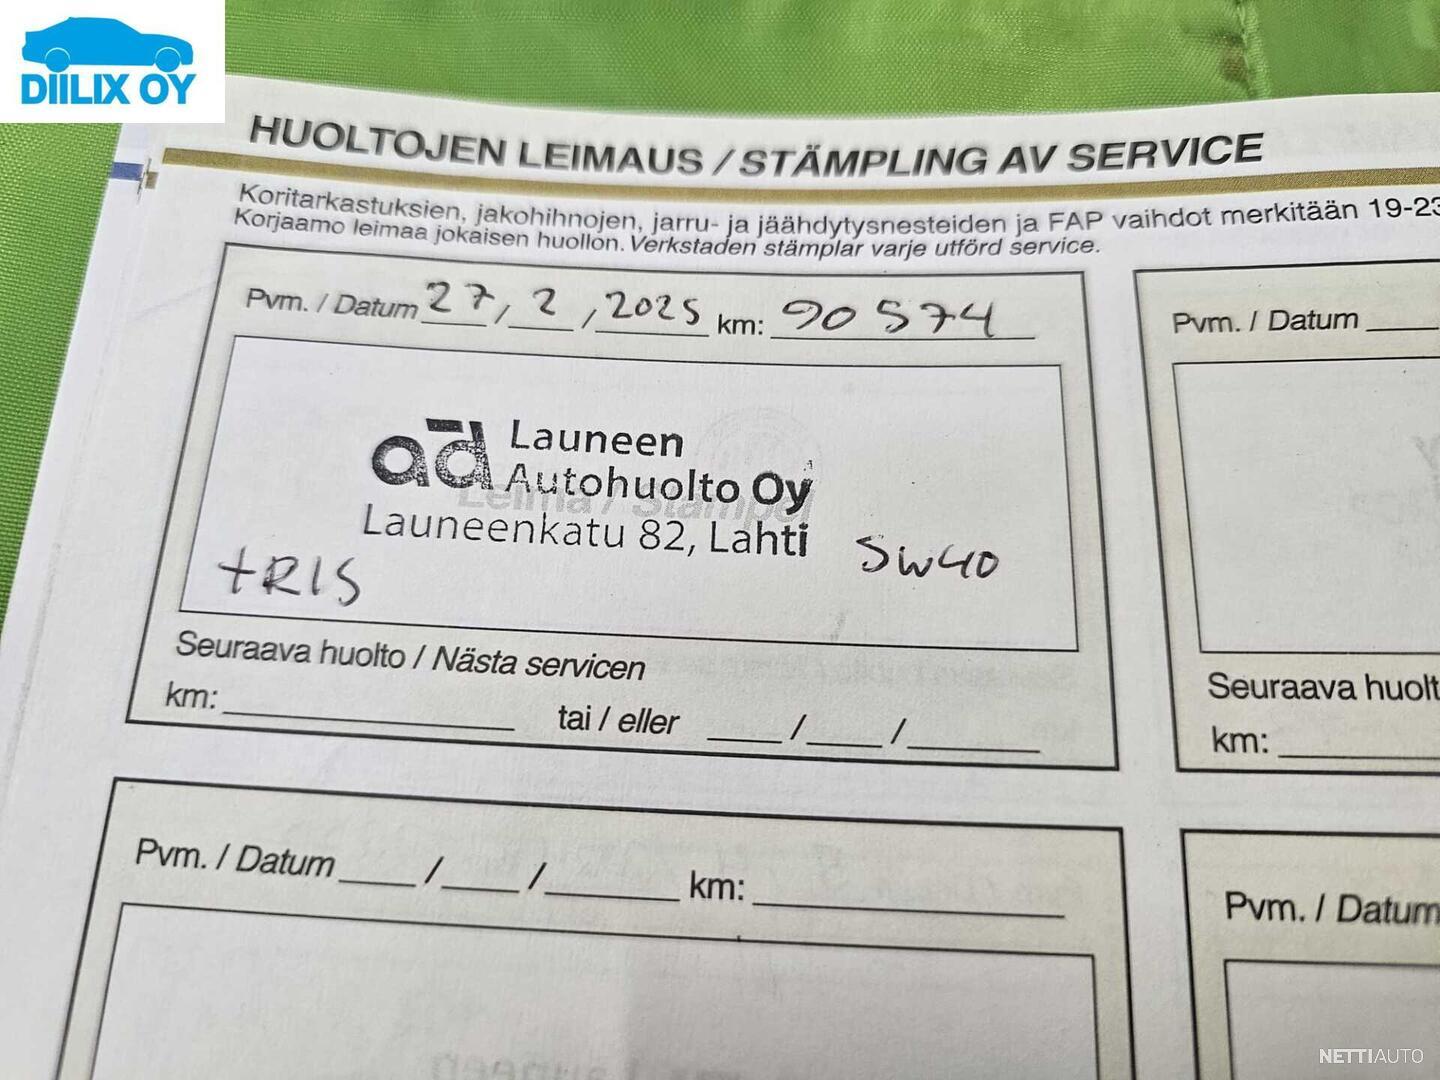 DIILIX OY
HUOLTOJEN LEIMAUS / STÄMPLING AV SERVICE
Koritarkastuksien, jakohihnojen, jarru- ja jäähdytysnesteiden ja FAP vaihdot merkitään 19-23
Korjaamo leimaa jokaisen huollon. Verkstaden stämplar varje utförd service.
Pvm. / Datum 27 / 2 / 2025 km: 90 574
ad Launeen
Autohuolto Oy
Leima / Stämpel
Launeenkatu 82, Lahti
+RIS
5W40
Seuraava huolto / Nästa servicen
km: tai / eller / /
Pvm. / Datum
Seuraava huolt
km:
Pvm. / Datum / / km:
Pvm. / Datum
NETTIAUTO